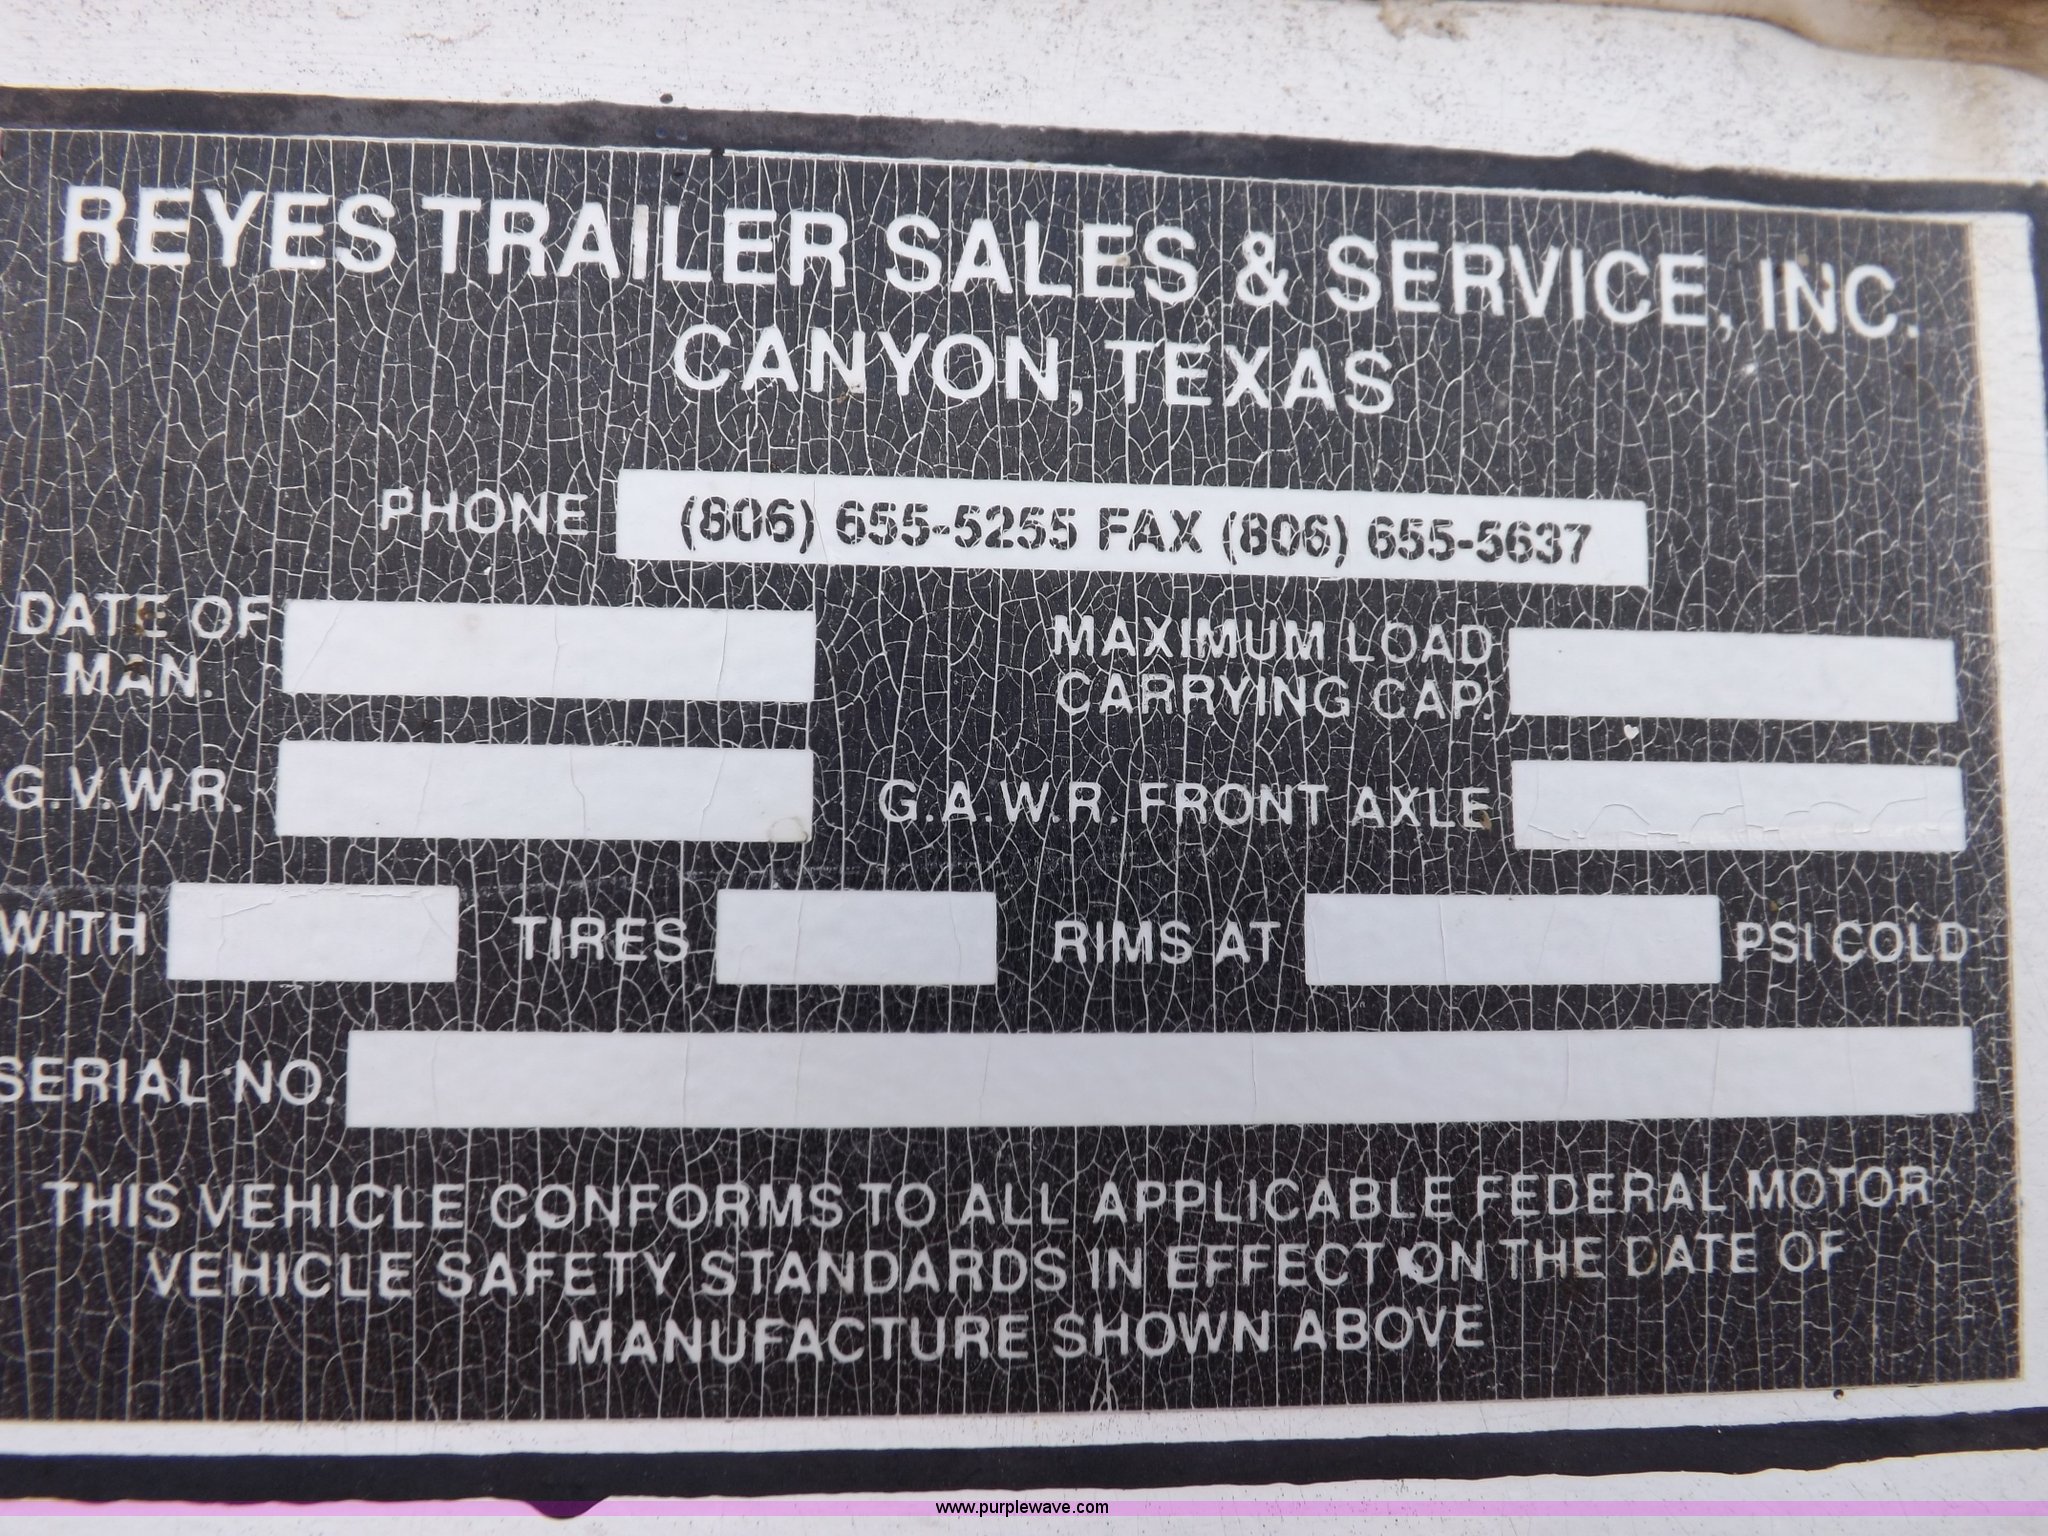 REYES TRAILER SALES & SERVICE, INC.
CANYON, TEXAS
PHONE (806) 655-5255 FAX (806) 655-5637
DATE OF MAN.
MAXIMUM LOAD CARRYING CAP.
G.V.W.R. G.A.W.R. FRONT AXLE
WITH TIRES RIMS AT PSI COLD
SERIAL NO.
THIS VEHICLE CONFORMS TO ALL APPLICABLE FEDERAL MOTOR
VEHICLE SAFETY STANDARDS IN EFFECT ON THE DATE OF
MANUFACTURE SHOWN ABOVE
www.purplewave.com